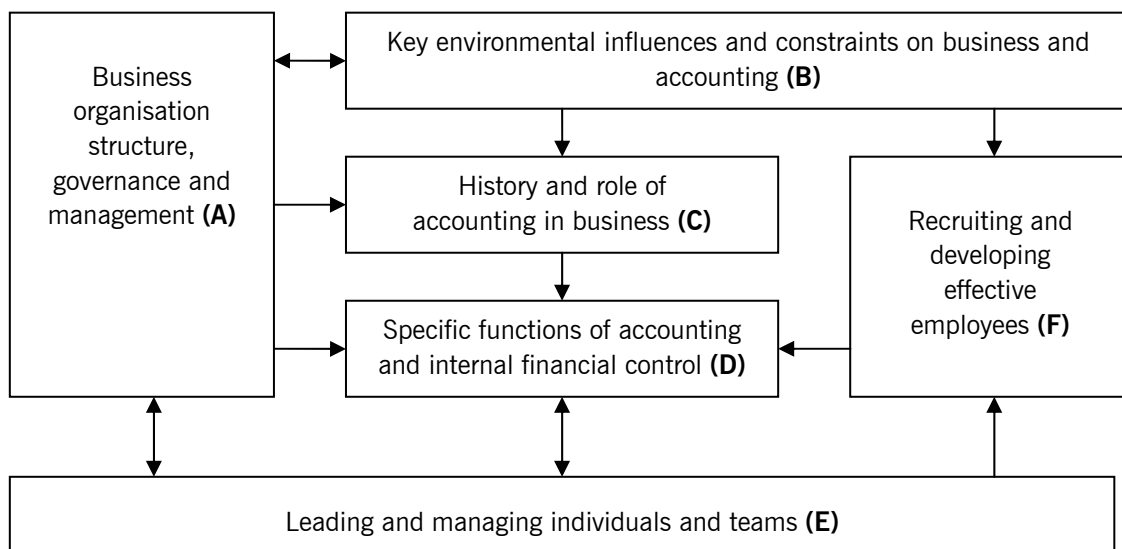 Business
organisation
structure,
governance and
management (A)
Key environmental influences and constraints on business and
accounting (B)
History and role of
accounting in business (C)
Specific functions of accounting
and internal financial control (D)
Recruiting and
developing
effective
employees (F)
Leading and managing individuals and teams (E)